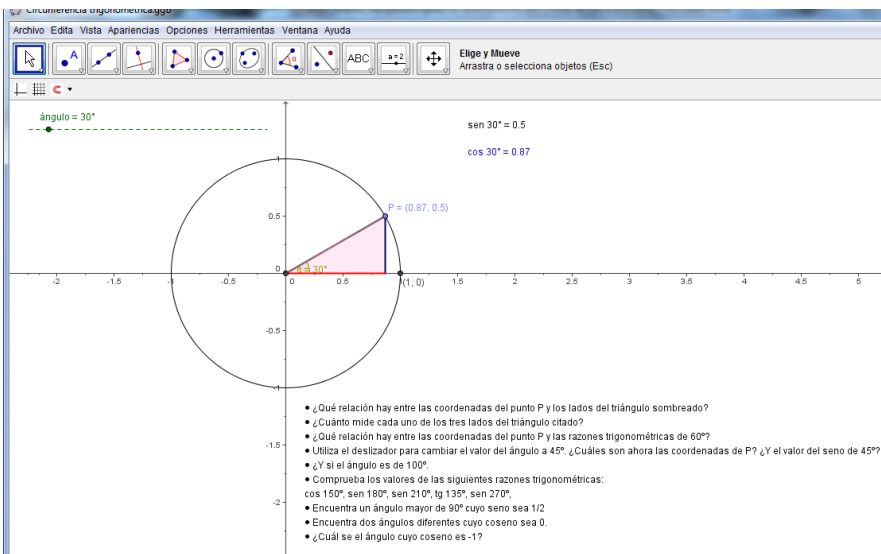 Circunferencia trigonometrica.ggb
Archivo Edita Vista Apariencias Opciones Herramientas Ventana Ayuda
A ABC a=2
Elige y Mueve
Arrastra o selecciona objetos (Esc)
ángulo = 30°
sen 30° = 0.5
cos 30° = 0.87
1
P = (0.87, 0.5)
0.5
0
α = 30°
-2 -1.5 -1 -0.5 0 0.5 (1, 0) 1.5 2 2.5 3 3.5 4 4.5 5
-0.5
-1
• ¿Qué relación hay entre las coordenadas del punto P y los lados del triángulo sombreado?
• ¿Cuánto mide cada uno de los tres lados del triángulo citado?
• ¿Qué relación hay entre las coordenadas del punto P y las razones trigonométricas de 60º?
-1.5
• Utiliza el deslizador para cambiar el valor del ángulo a 45º. ¿Cuáles son ahora las coordenadas de P? ¿Y el valor del seno de 45º?
• ¿Y si el ángulo es de 100º.
• Comprueba los valores de las siguientes razones trigonométricas:
cos 150º, sen 180º, sen 210º, tg 135º, sen 270º,
-2
• Encuentra un ángulo mayor de 90º cuyo seno sea 1/2
• Encuentra dos ángulos diferentes cuyo coseno sea 0.
• ¿Cuál se el ángulo cuyo coseno es -1?